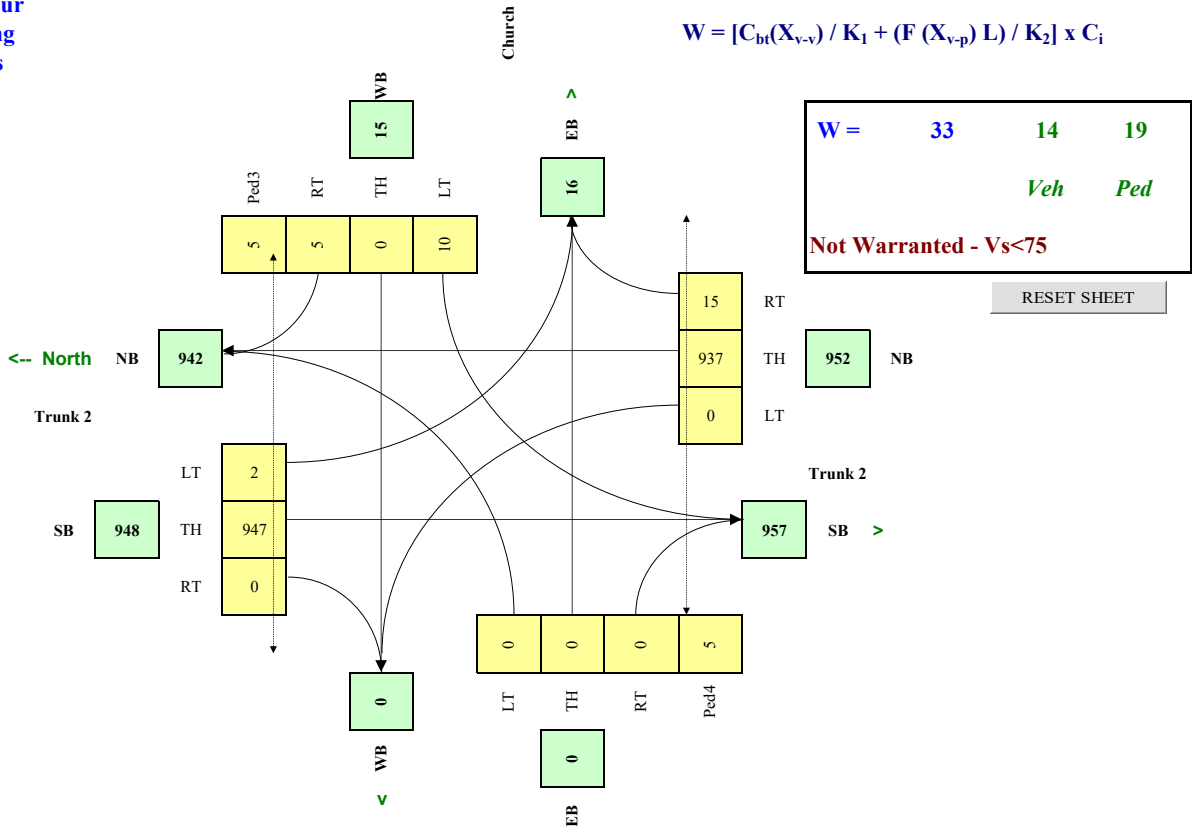 ur
ng
s
W = [Cbt(Xv-v) / K1 + (F (Xv-p) L) / K2] x Ci
Church
WB
15
^
EB
16
W = 33 14 19
Veh Ped
Not Warranted - Vs<75
RESET SHEET
Ped3 RT TH LT
5 5 0 10
15 RT
937 TH
0 LT
952 NB
<-- North NB 942
Trunk 2
LT 2
TH 947
RT 0
SB 948
Trunk 2
957 SB >
0 0 0 5
LT TH RT Ped4
0
WB
v
0
EB